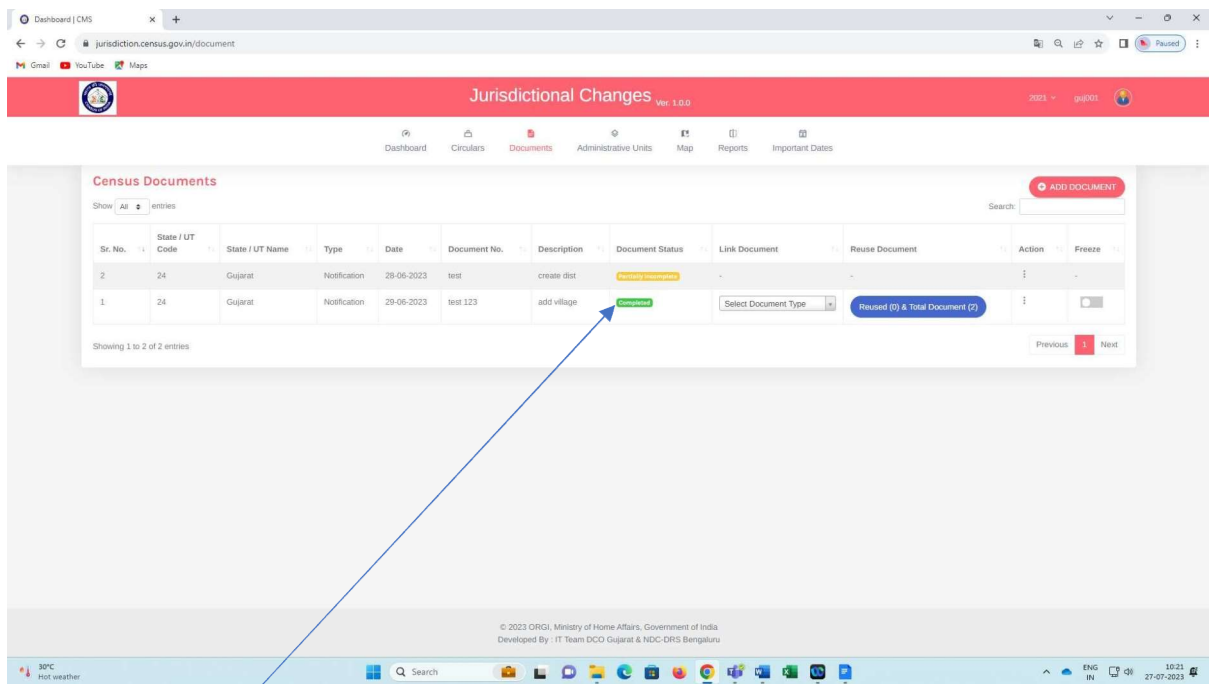 Dashboard | CMS
jurisdiction.census.gov.in/document
Paused
Gmail YouTube Maps
Jurisdictional Changes Ver. 1.0.0
2021 guj001
Dashboard Circulars Documents Administrative Units Map Reports Important Dates
Census Documents
ADD DOCUMENT
Show All entries
Search:
Sr. No. State / UT Code State / UT Name Type Date Document No. Description Document Status Link Document Reuse Document Action Freeze
2 24 Gujarat Notification 28-06-2023 test create dist Partially Incomplete - - -
1 24 Gujarat Notification 29-06-2023 test 123 add village Completed Select Document Type Reused (0) & Total Document (2)
Showing 1 to 2 of 2 entries
Previous 1 Next
© 2023 ORGI, Ministry of Home Affairs, Government of India
Developed By : IT Team DCO Gujarat & NDC-DRS Bengaluru
30°C
Hot weather
Search
ENG
IN
10:21
27-07-2023